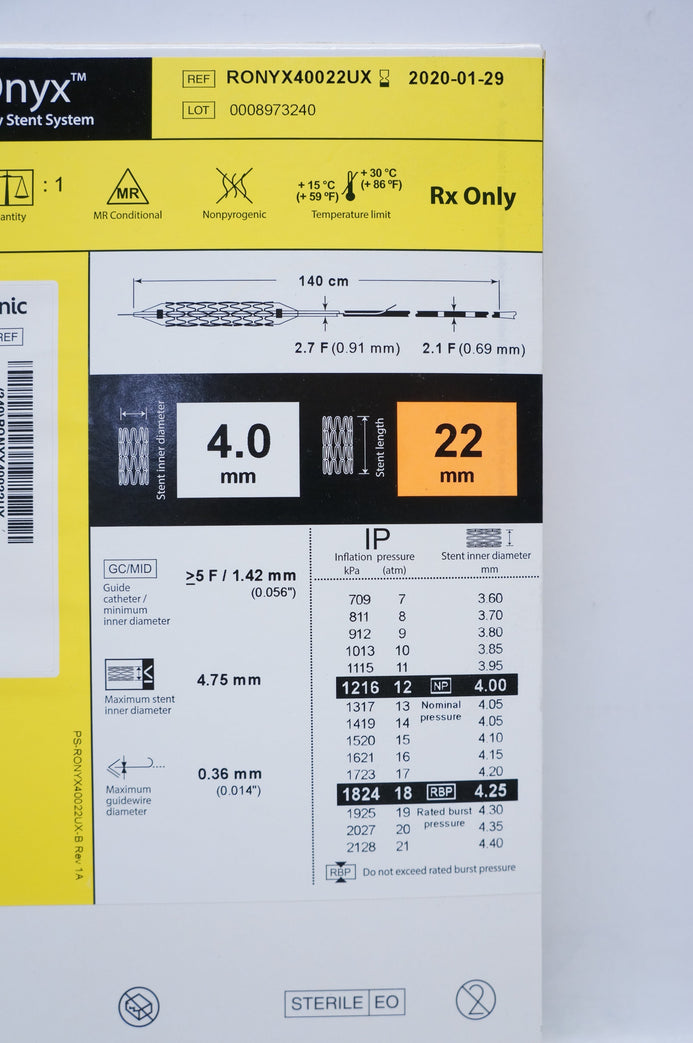 Onyx™
y Stent System
REF RONYX40022UX 2020-01-29
LOT 0008973240
: 1
antity
MR
MR Conditional
Nonpyrogenic
+ 15 °C
(+ 59 °F)
+ 30 °C
(+ 86 °F)
Temperature limit
Rx Only
nic
REF
(240)RONYX40022UX
140 cm
2.7 F (0.91 mm)
2.1 F (0.69 mm)
Stent inner diameter
4.0
mm
Stent length
22
mm
GC/MID
Guide
catheter /
minimum
inner diameter
≥5 F / 1.42 mm
(0.056")
Maximum stent
inner diameter
4.75 mm
Maximum
guidewire
diameter
0.36 mm
(0.014")
IP
Inflation pressure
kPa (atm)
Stent inner diameter
mm
709 7 3.60
811 8 3.70
912 9 3.80
1013 10 3.85
1115 11 3.95
1216 12 NP 4.00
1317 13 Nominal 4.05
1419 14 pressure 4.05
1520 15 4.10
1621 16 4.15
1723 17 4.20
1824 18 RBP 4.25
1925 19 Rated burst 4.30
2027 20 pressure 4.35
2128 21 4.40
RBP Do not exceed rated burst pressure
PS-RONYX40022UX-B Rev 1A
STERILE EO
2